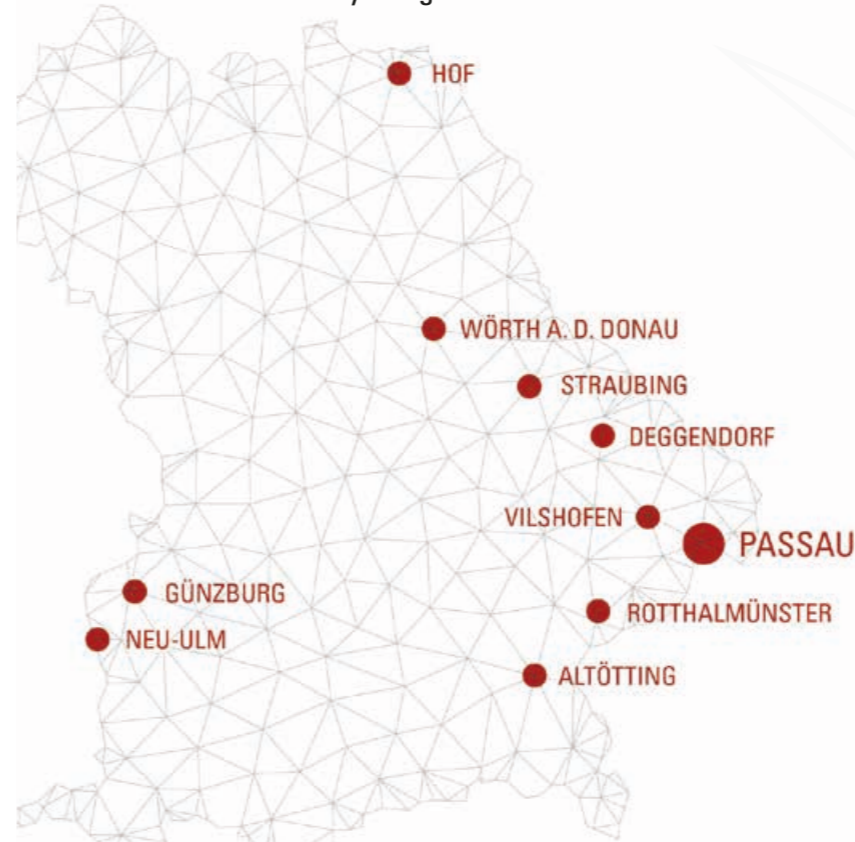 HOF
WÖRTH A. D. DONAU
STRAUBING
DEGGENDORF
VILSHOFEN
PASSAU
GÜNZBURG
ROTTHALMÜNSTER
NEU-ULM
ALTÖTTING